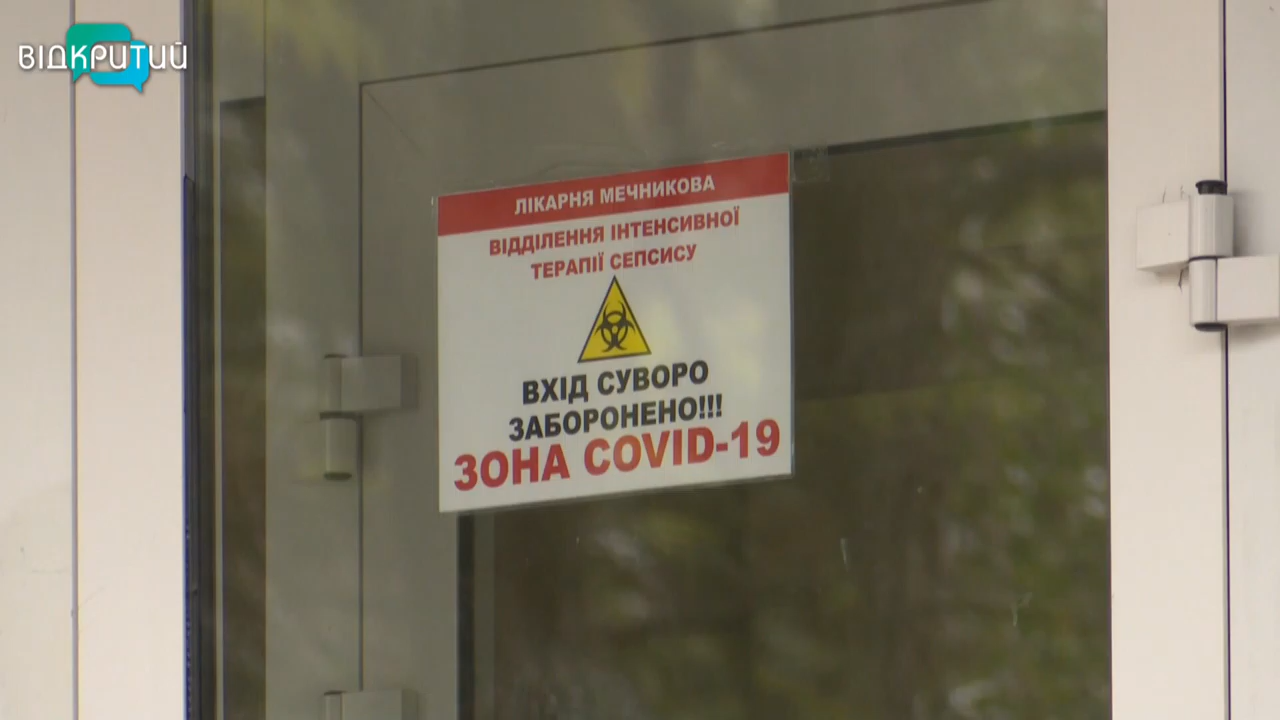 ВІДКРИТИЙ
ЛІКАРНЯ МЕЧНИКОВА
ВІДДІЛЕННЯ ІНТЕНСИВНОЇ
ТЕРАПІЇ СЕПСИСУ
ВХІД СУВОРО
ЗАБОРОНЕНО!!!
ЗОНА COVID-19